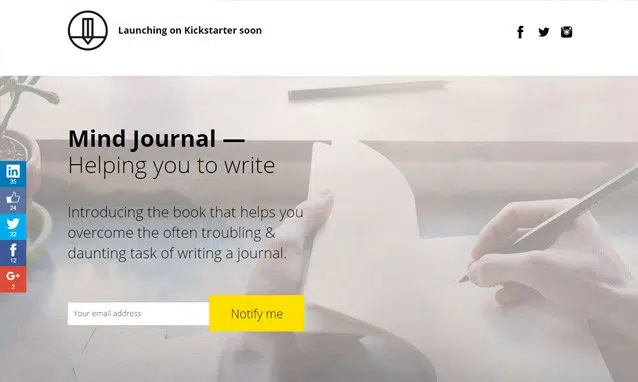 Launching on Kickstarter soon
Mind Journal —
Helping you to write
Introducing the book that helps you
overcome the often troubling &
daunting task of writing a journal.
Your email address
Notify me
in
35
24
22
f
12
G+
2